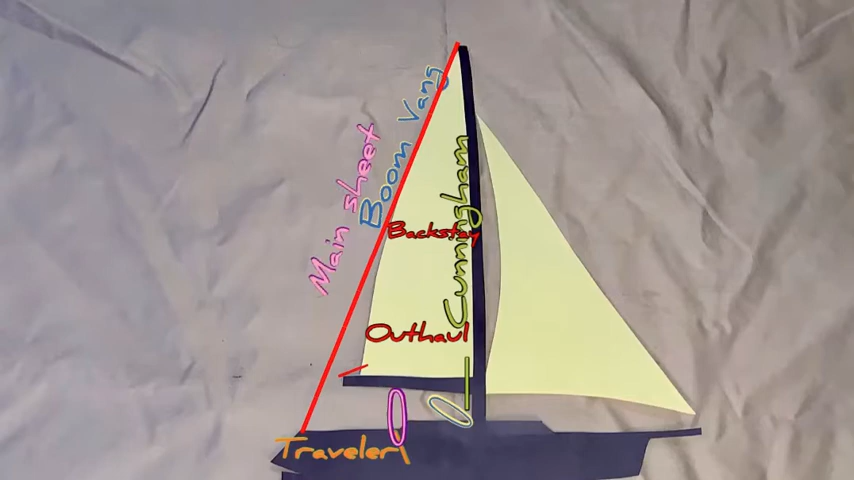 Main sheet
Boom Vang
Cunningham
Backstay
Outhaul
Traveler